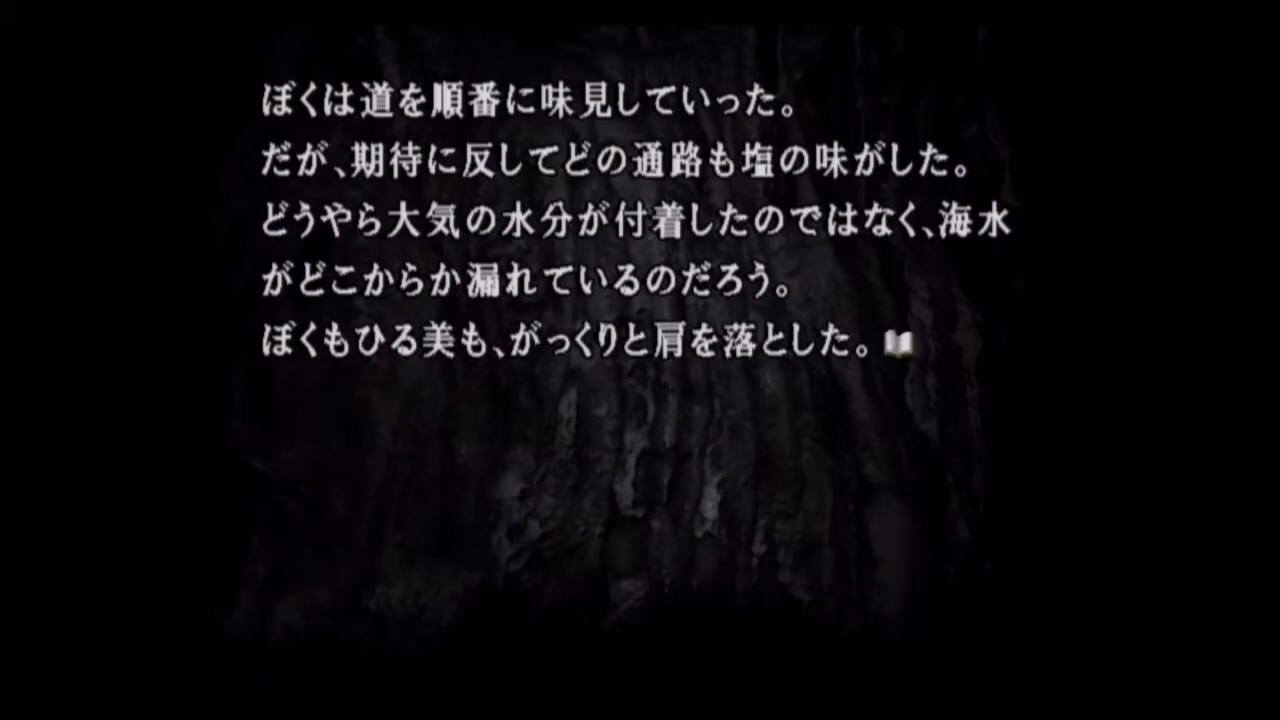 ぼくは道を順番に味見していった。
だが、期待に反してどの通路も塩の味がした。
どうやら大気の水分が付着したのではなく、海水
がどこからか漏れているのだろう。
ぼくもひる美も、がっくりと肩を落とした。